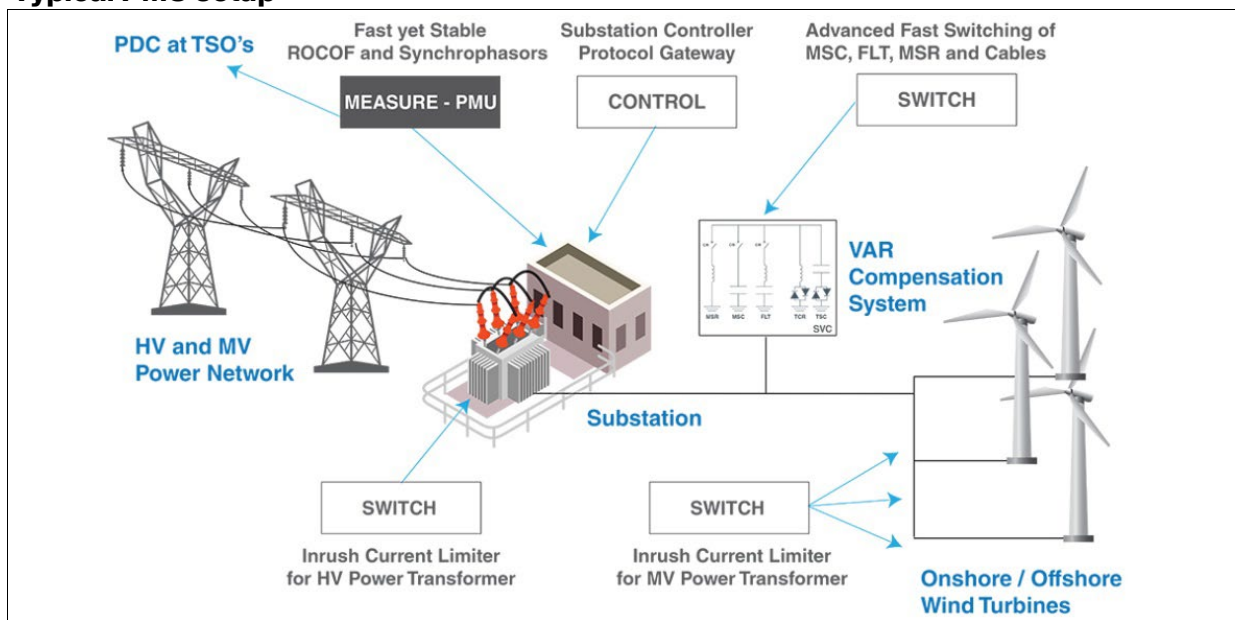 PDC at TSO's
Fast yet Stable
ROCOF and Synchrophasors
MEASURE - PMU
Substation Controller
Protocol Gateway
CONTROL
Advanced Fast Switching of
MSC, FLT, MSR and Cables
SWITCH
HV and MV
Power Network
MSR MSC FLT TCR TSC
SVC
VAR
Compensation
System
Substation
SWITCH
Inrush Current Limiter
for HV Power Transformer
SWITCH
Inrush Current Limiter
for MV Power Transformer
Onshore / Offshore
Wind Turbines